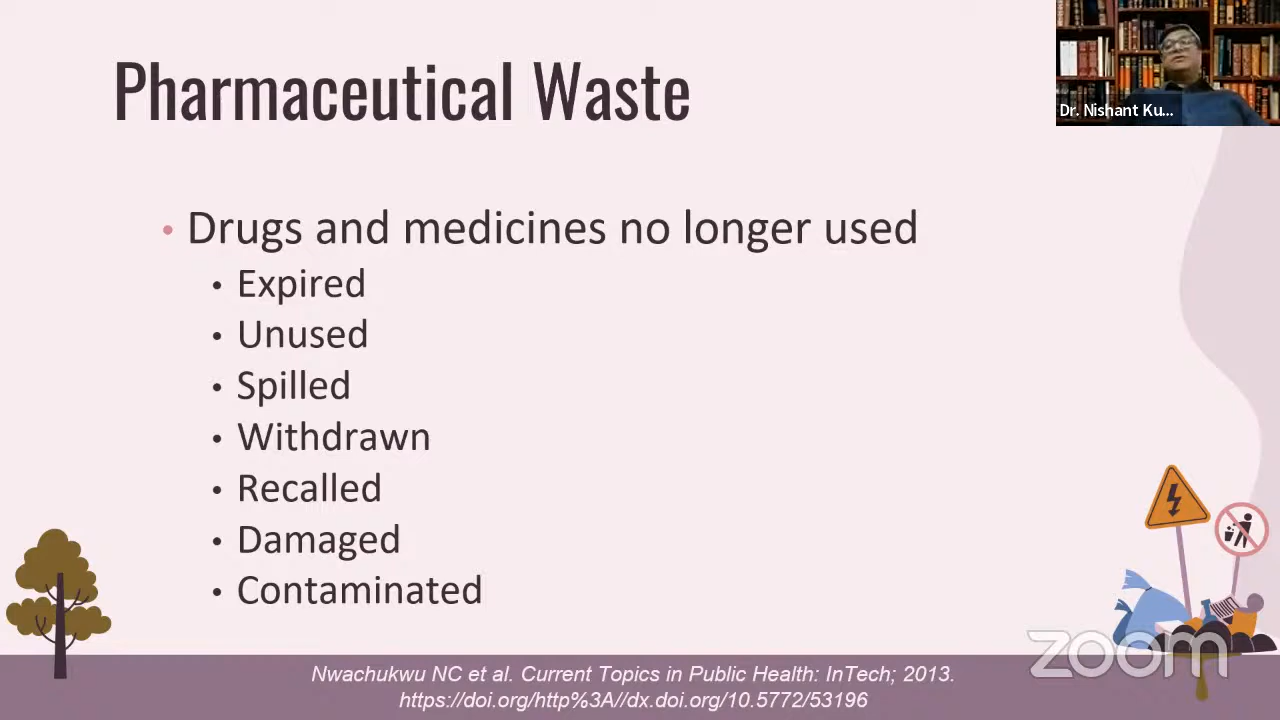 Pharmaceutical Waste
Dr. Nishant Ku...
• Drugs and medicines no longer used
• Expired
• Unused
• Spilled
• Withdrawn
• Recalled
• Damaged
• Contaminated
zoom
Nwachukwu NC et al. Current Topics in Public Health: InTech; 2013.
https://doi.org/http%3A//dx.doi.org/10.5772/53196